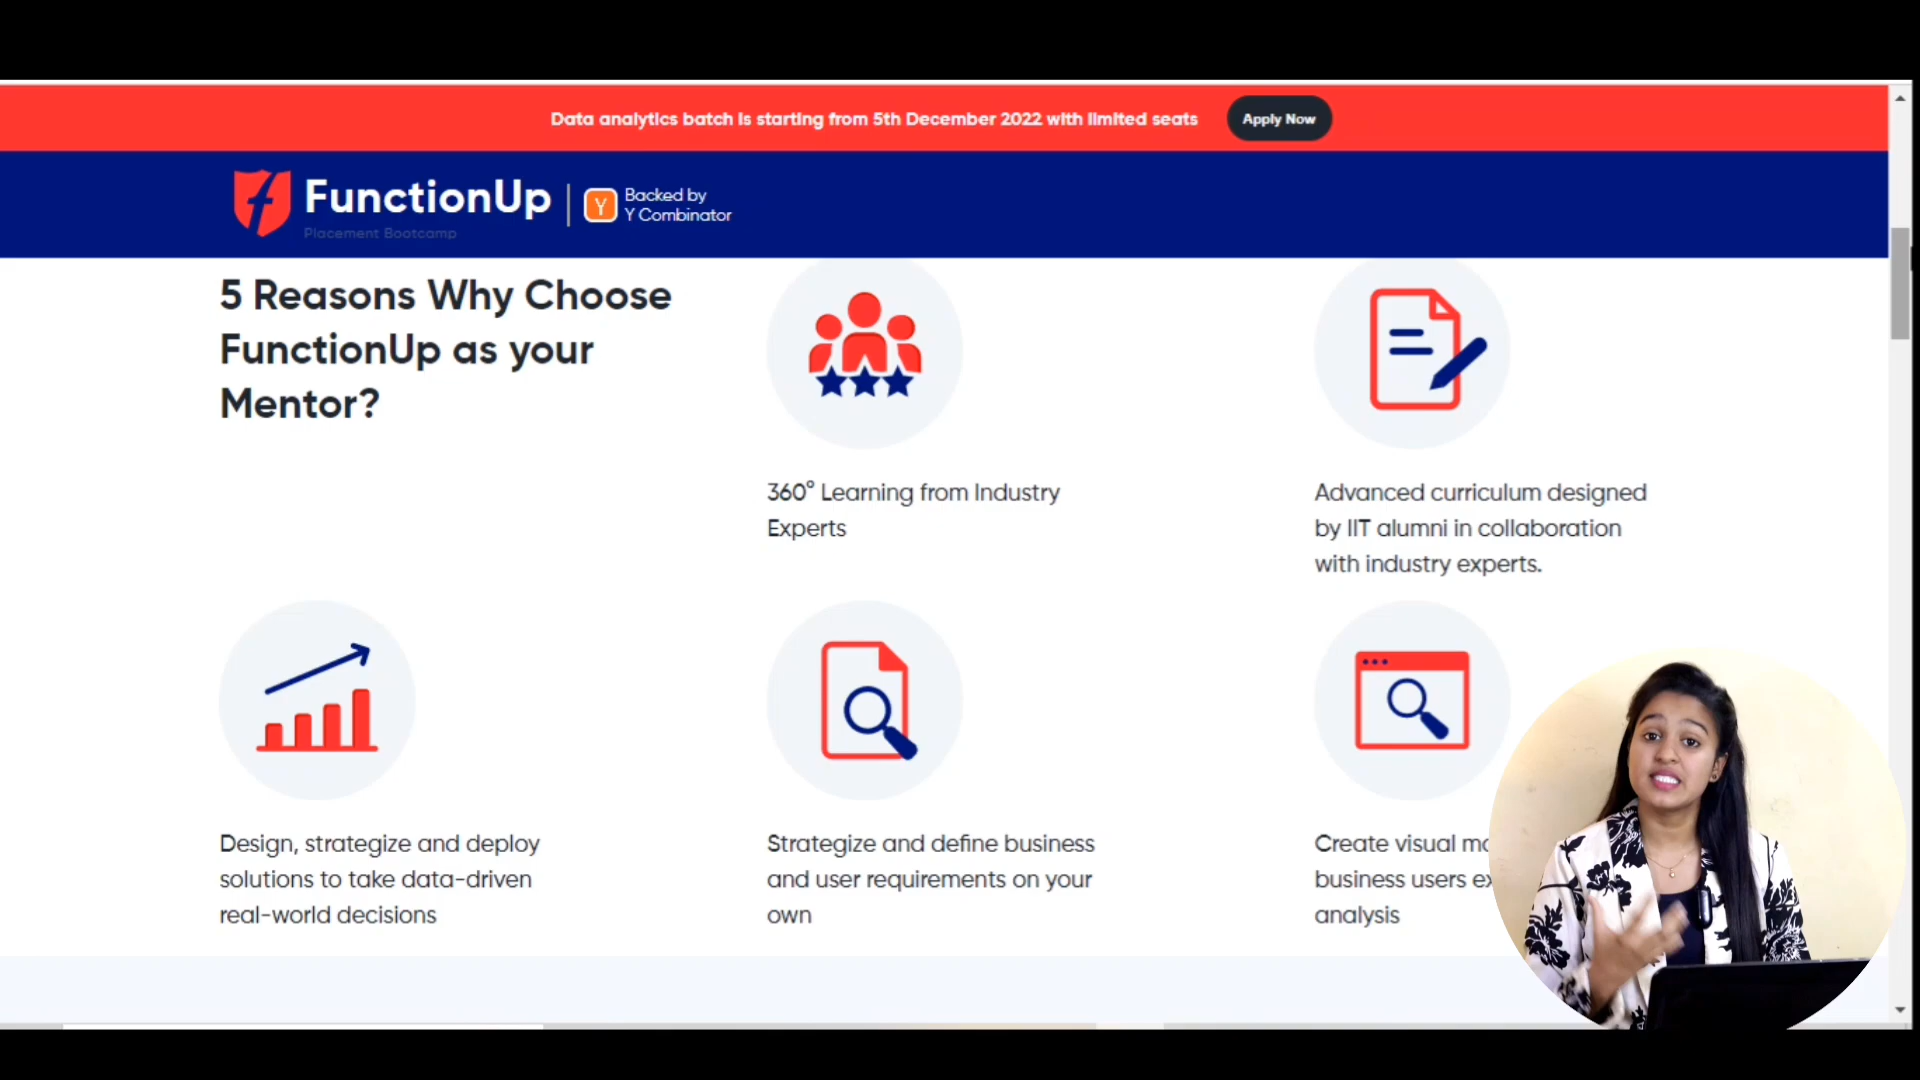 Data analytics batch is starting from 5th December 2022 with limited seats
Apply Now
FunctionUp
Placement Bootcamp
Y
Backed by
Y Combinator
5 Reasons Why Choose
FunctionUp as your
Mentor?
360° Learning from Industry
Experts
Advanced curriculum designed
by IIT alumni in collaboration
with industry experts.
Design, strategize and deploy
solutions to take data-driven
real-world decisions
Strategize and define business
and user requirements on your
own
Create visual
business users
analysis